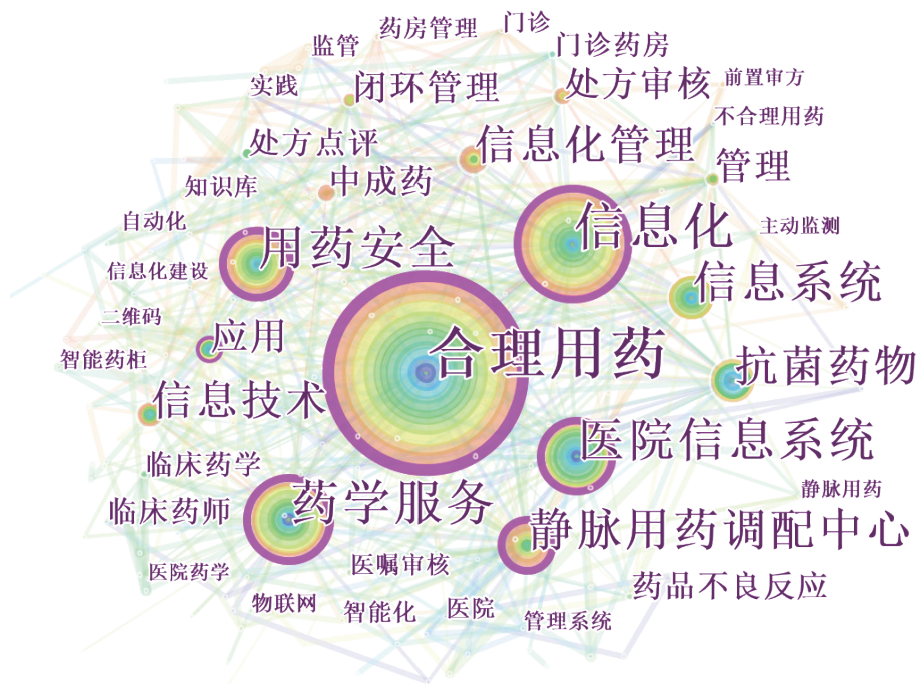 门诊
药房管理
监管
门诊药房
前置审方
实践
闭环管理
处方审核
不合理用药
处方点评
信息化管理
管理
知识库
中成药
自动化
信息化
主动监测
用药安全
信息化建设
信息系统
二维码
应用
智能药柜
合理用药
抗菌药物
信息技术
医院信息系统
临床药学
静脉用药
药学服务
临床药师
静脉用药调配中心
医嘱审核
医院药学
药品不良反应
物联网
智能化
医院
管理系统